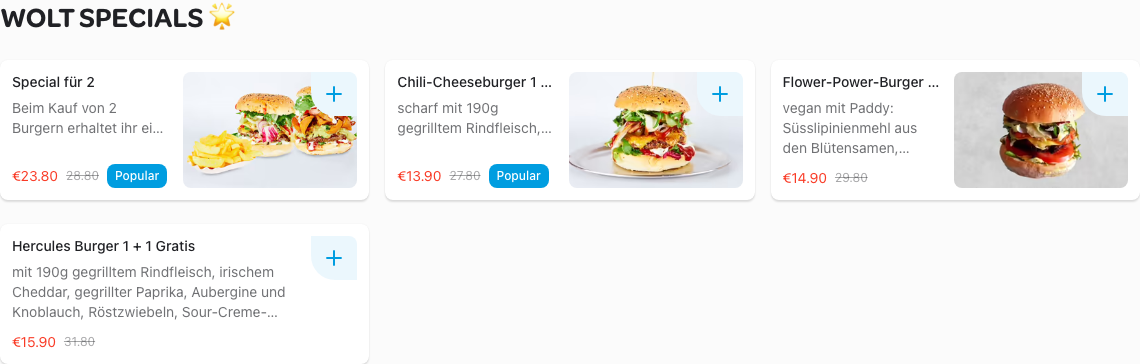 WOLT SPECIALS 🌟
Special für 2
Beim Kauf von 2
Burgern erhaltet ihr ei...
€23.80 28.80 Popular
Chili-Cheeseburger 1 ...
scharf mit 190g
gegrilltem Rindfleisch,...
€13.90 27.80 Popular
Flower-Power-Burger ...
vegan mit Paddy:
Süsslipinienmehl aus
den Blütensamen,...
€14.90 29.80
Hercules Burger 1 + 1 Gratis
mit 190g gegrilltem Rindfleisch, irischem
Cheddar, gegrillter Paprika, Aubergine und
Knoblauch, Röstzwiebeln, Sour-Creme-...
€15.90 31.80